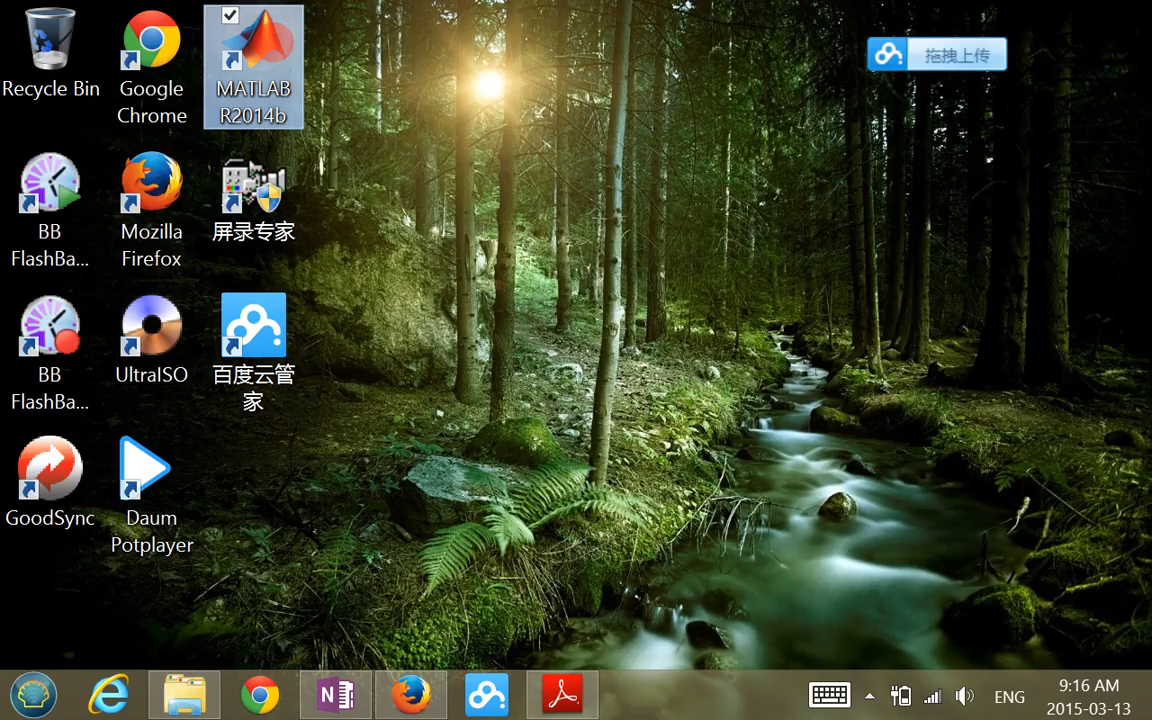 Recycle Bin
Google
Chrome
MATLAB
R2014b
拖拽上传
BB
FlashBa...
Mozilla
Firefox
屏录专家
BB
FlashBa...
UltraISO
百度云管
家
GoodSync
Daum
Potplayer
N
ENG
9:16 AM
2015-03-13